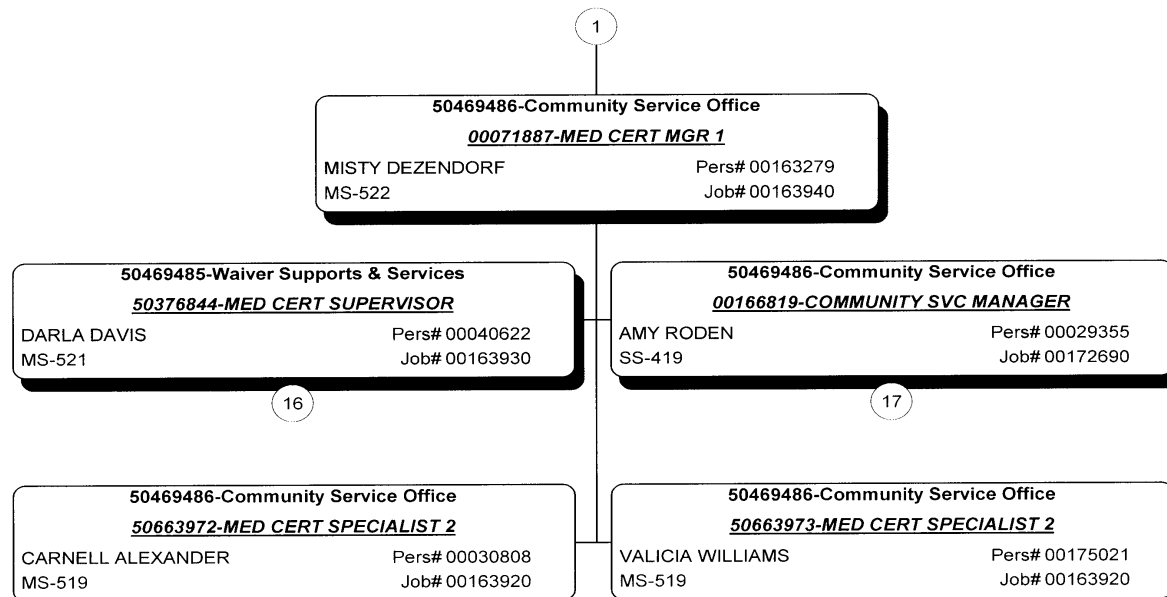 1
50469486-Community Service Office
00071887-MED CERT MGR 1
MISTY DEZENDORF Pers# 00163279
MS-522 Job# 00163940
50469485-Waiver Supports & Services
50376844-MED CERT SUPERVISOR
DARLA DAVIS Pers# 00040622
MS-521 Job# 00163930
16
50469486-Community Service Office
00166819-COMMUNITY SVC MANAGER
AMY RODEN Pers# 00029355
SS-419 Job# 00172690
17
50469486-Community Service Office
50663972-MED CERT SPECIALIST 2
CARNELL ALEXANDER Pers# 00030808
MS-519 Job# 00163920
50469486-Community Service Office
50663973-MED CERT SPECIALIST 2
VALICIA WILLIAMS Pers# 00175021
MS-519 Job# 00163920